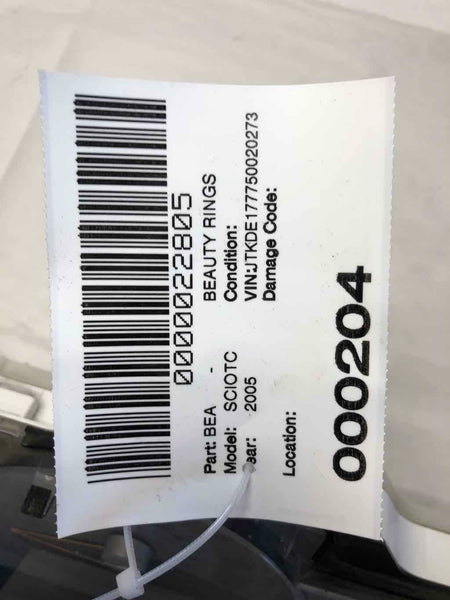 0000022805
Part: BEA - BEAUTY RINGS
Model: SCIOTC Condition:
ear: 2005 VIN:JTKDE177750020273
Damage Code:
Location:
000204